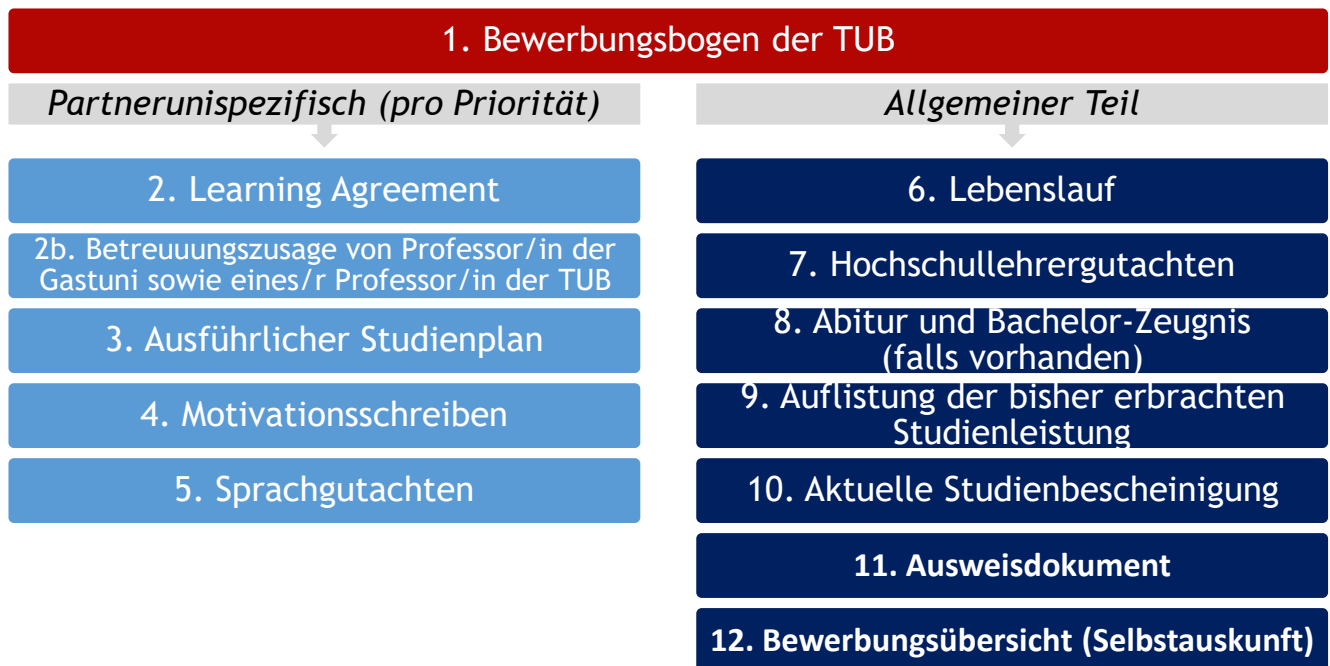 1. Bewerbungsbogen der TUB
Partnerunispezifisch (pro Priorität)
2. Learning Agreement
2b. Betreuuungszusage von Professor/in der
Gastuni sowie eines/r Professor/in der TUB
3. Ausführlicher Studienplan
4. Motivationsschreiben
5. Sprachgutachten
Allgemeiner Teil
6. Lebenslauf
7. Hochschullehrergutachten
8. Abitur und Bachelor-Zeugnis
(falls vorhanden)
9. Auflistung der bisher erbrachten
Studienleistung
10. Aktuelle Studienbescheinigung
11. Ausweisdokument
12. Bewerbungsübersicht (Selbstauskunft)